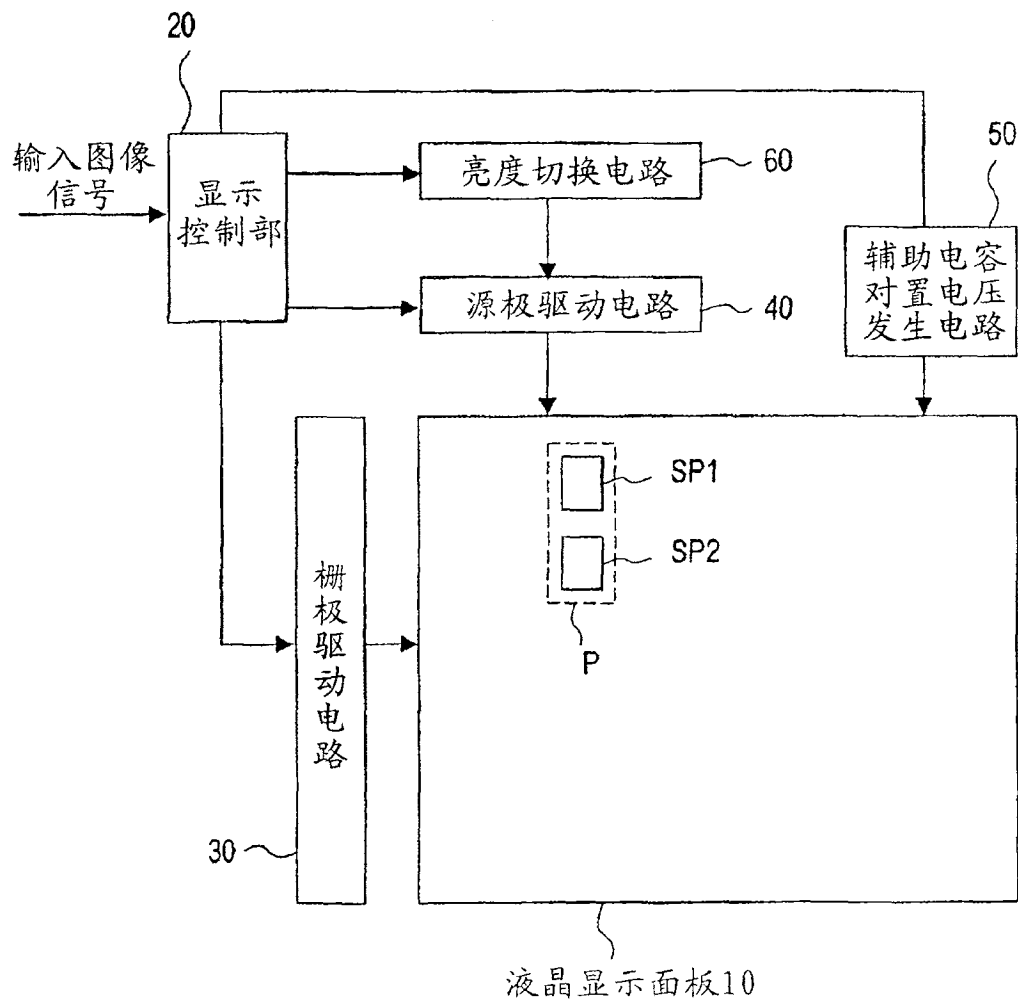 20
输入图像
信号
显示
控制部
亮度切换电路
60
50
辅助电容
对置电压
发生电路
源极驱动电路
40
SP1
SP2
P
栅极驱动电路
30
液晶显示面板10